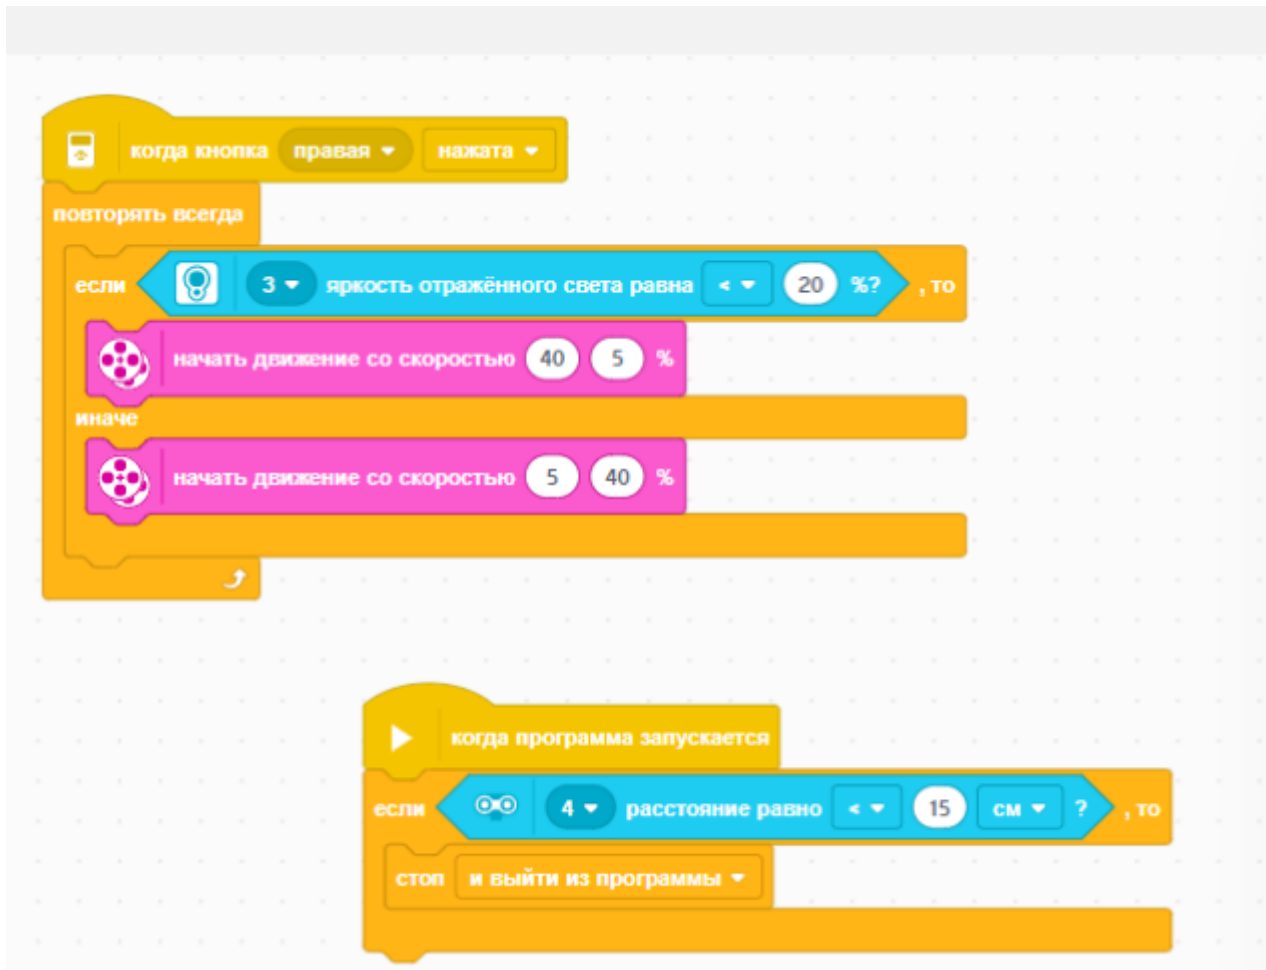 когда кнопка правая нажата
повторять всегда
если 3 яркость отражённого света равна < 20 %? , то
начать движение со скоростью 40 5 %
иначе
начать движение со скоростью 5 40 %
когда программа запускается
если 4 расстояние равно < 15 см ? , то
стоп и выйти из программы